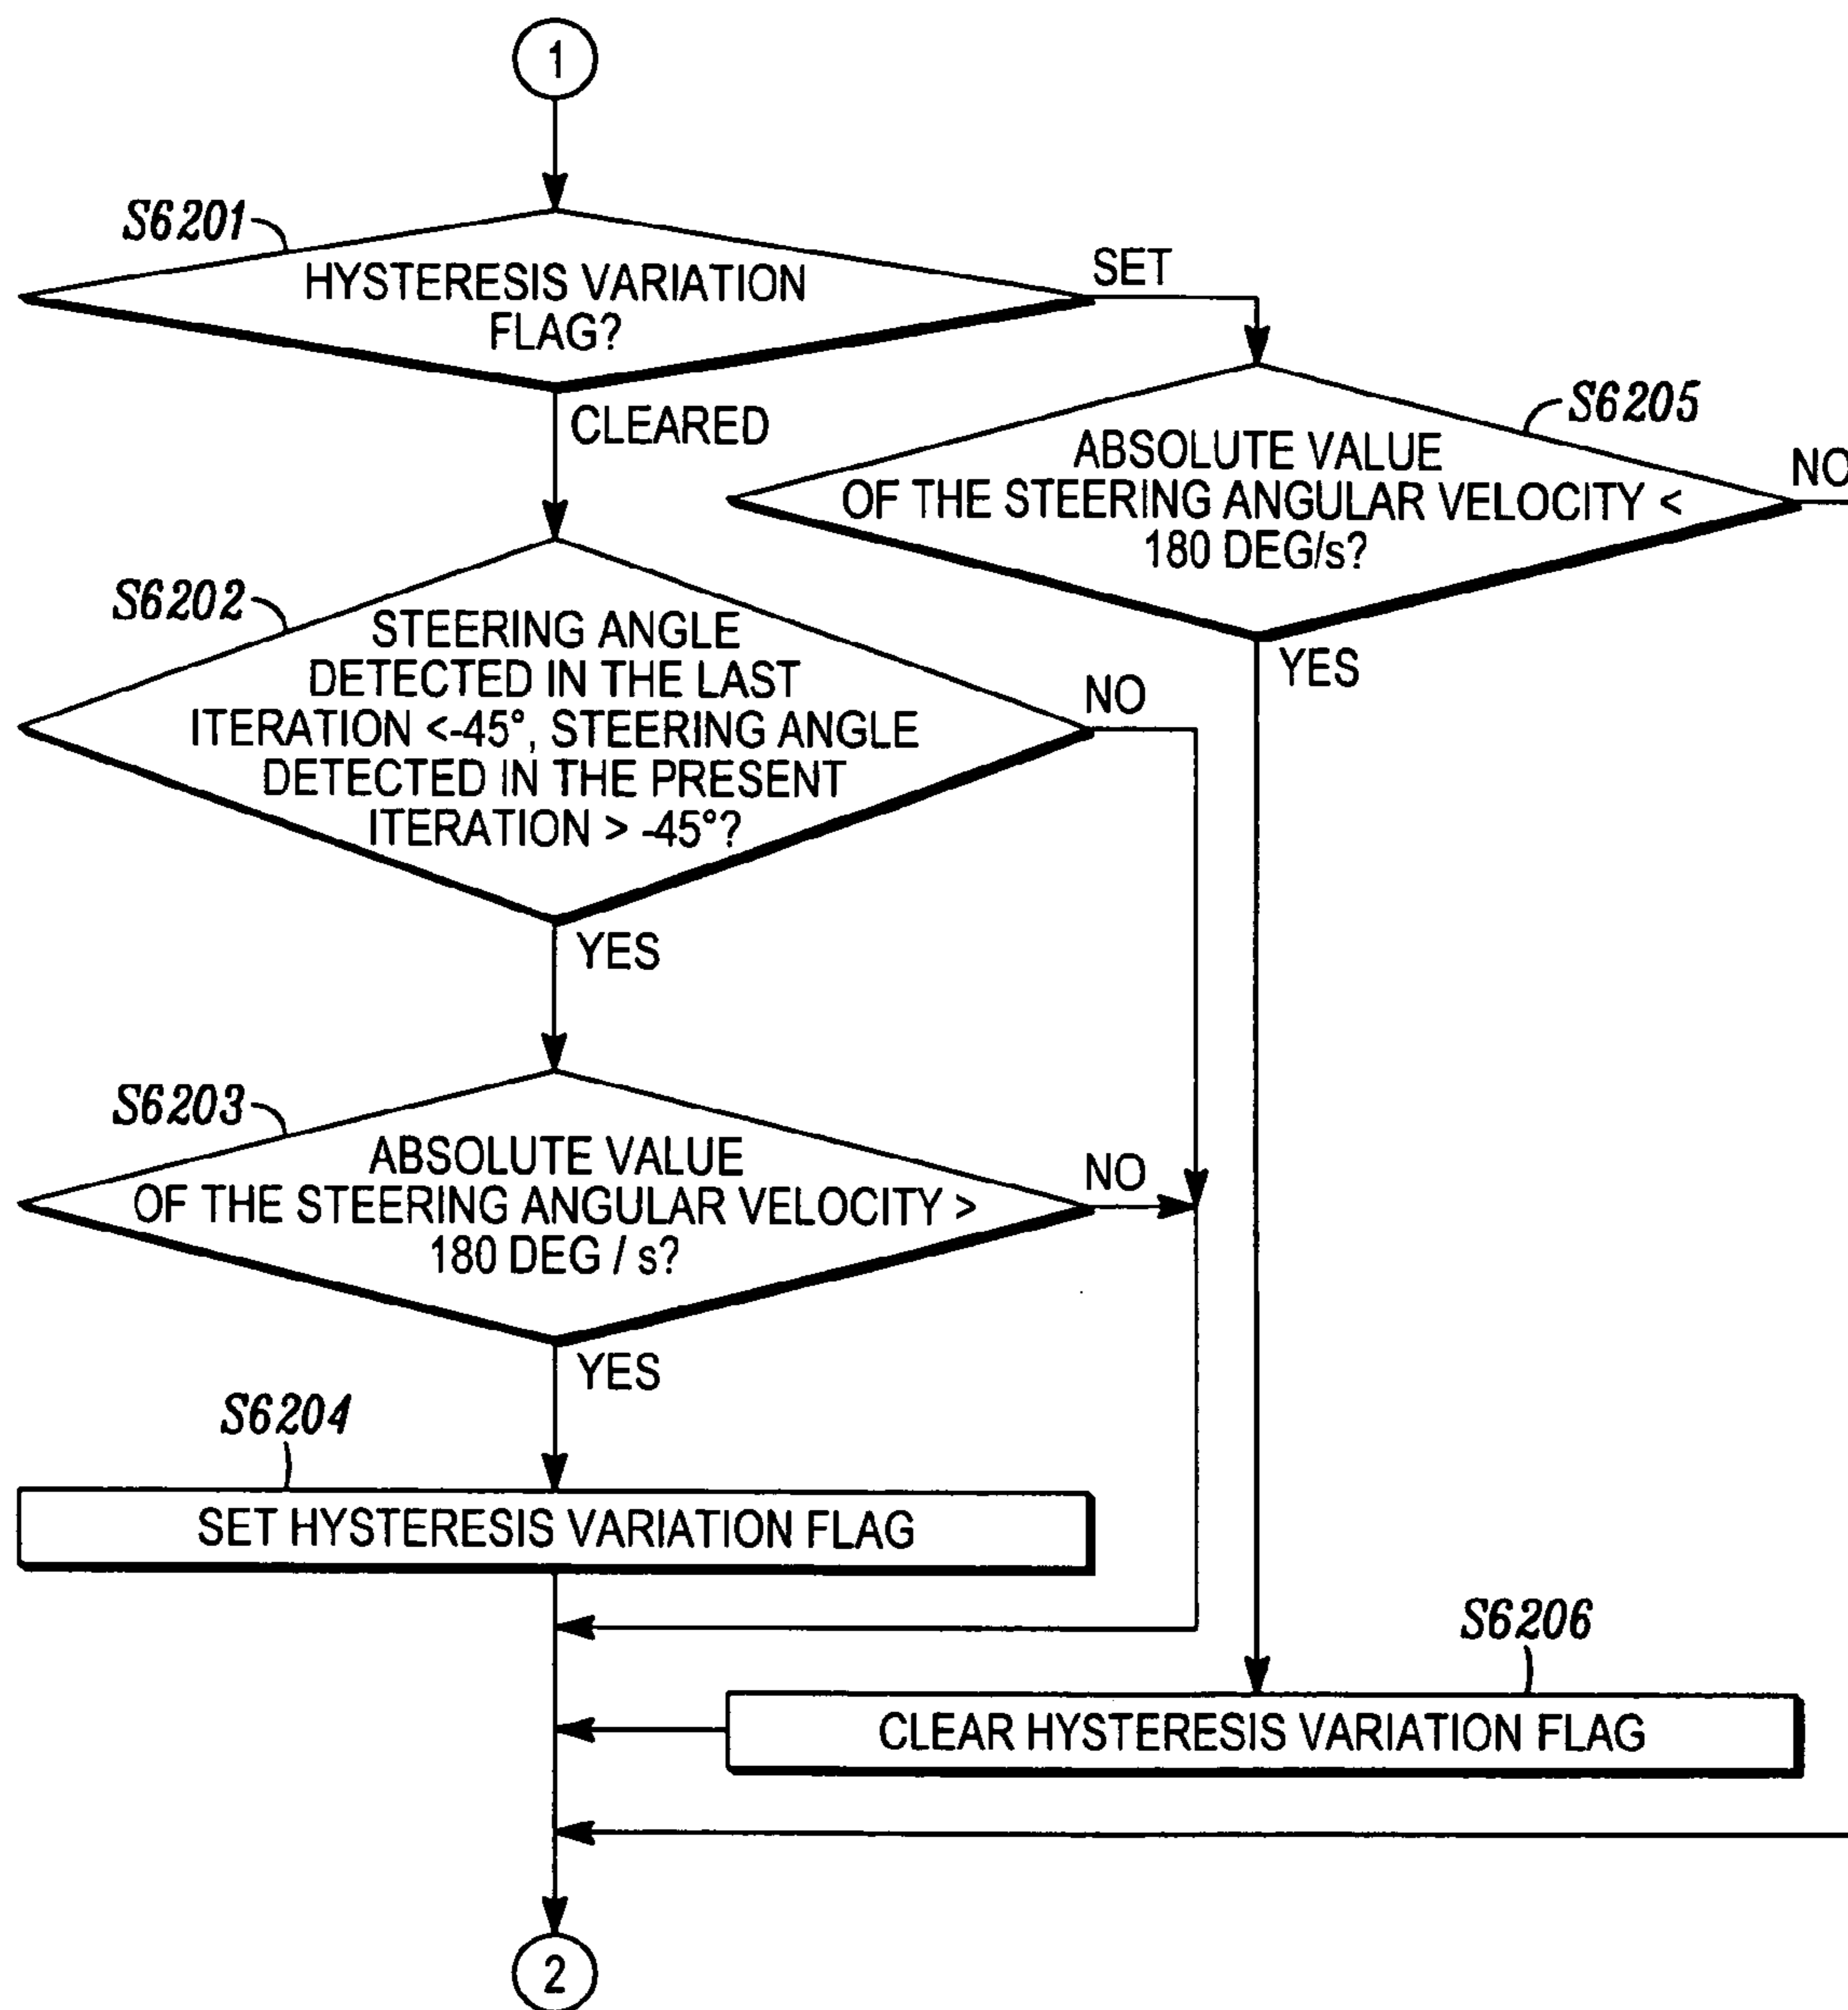 1
S6201
HYSTERESIS VARIATION
FLAG?
SET
CLEARED
S6205
ABSOLUTE VALUE
OF THE STEERING ANGULAR VELOCITY <
180 DEG/s?
NO
YES
S6202
STEERING ANGLE
DETECTED IN THE LAST
ITERATION <-45°, STEERING ANGLE
DETECTED IN THE PRESENT
ITERATION > -45°?
NO
YES
S6203
ABSOLUTE VALUE
OF THE STEERING ANGULAR VELOCITY >
180 DEG / s?
NO
YES
S6204
SET HYSTERESIS VARIATION FLAG
S6206
CLEAR HYSTERESIS VARIATION FLAG
2